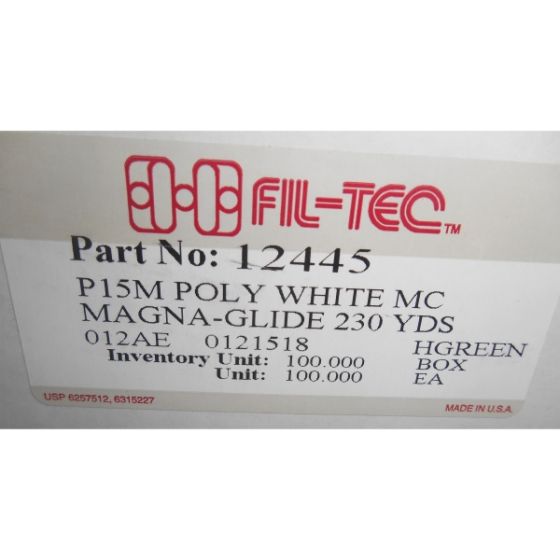 FIL-TEC™
Part No: 12445
P15M POLY WHITE MC
MAGNA-GLIDE 230 YDS
012AE 0121518 HGREEN
Inventory Unit: 100.000 BOX
Unit: 100.000 EA
USP 6257512, 6315227 MADE IN U.S.A.